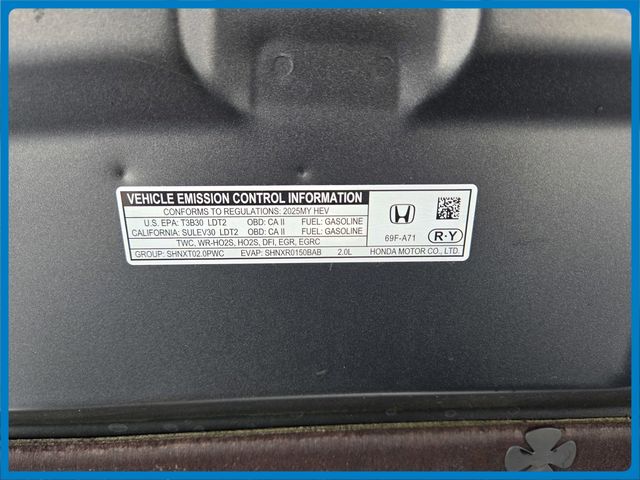 VEHICLE EMISSION CONTROL INFORMATION
CONFORMS TO REGULATIONS: 2025MY HEV
U.S. EPA: T3B30 LDT2 OBD: CA II FUEL: GASOLINE
CALIFORNIA: SULEV30 LDT2 OBD: CA II FUEL: GASOLINE
TWC, WR-HO2S, HO2S, DFI, EGR, EGRC
GROUP: SHNXT02.0PWC EVAP: SHNXR0150BAB 2.0L
69F-A71
R·Y
HONDA MOTOR CO., LTD.